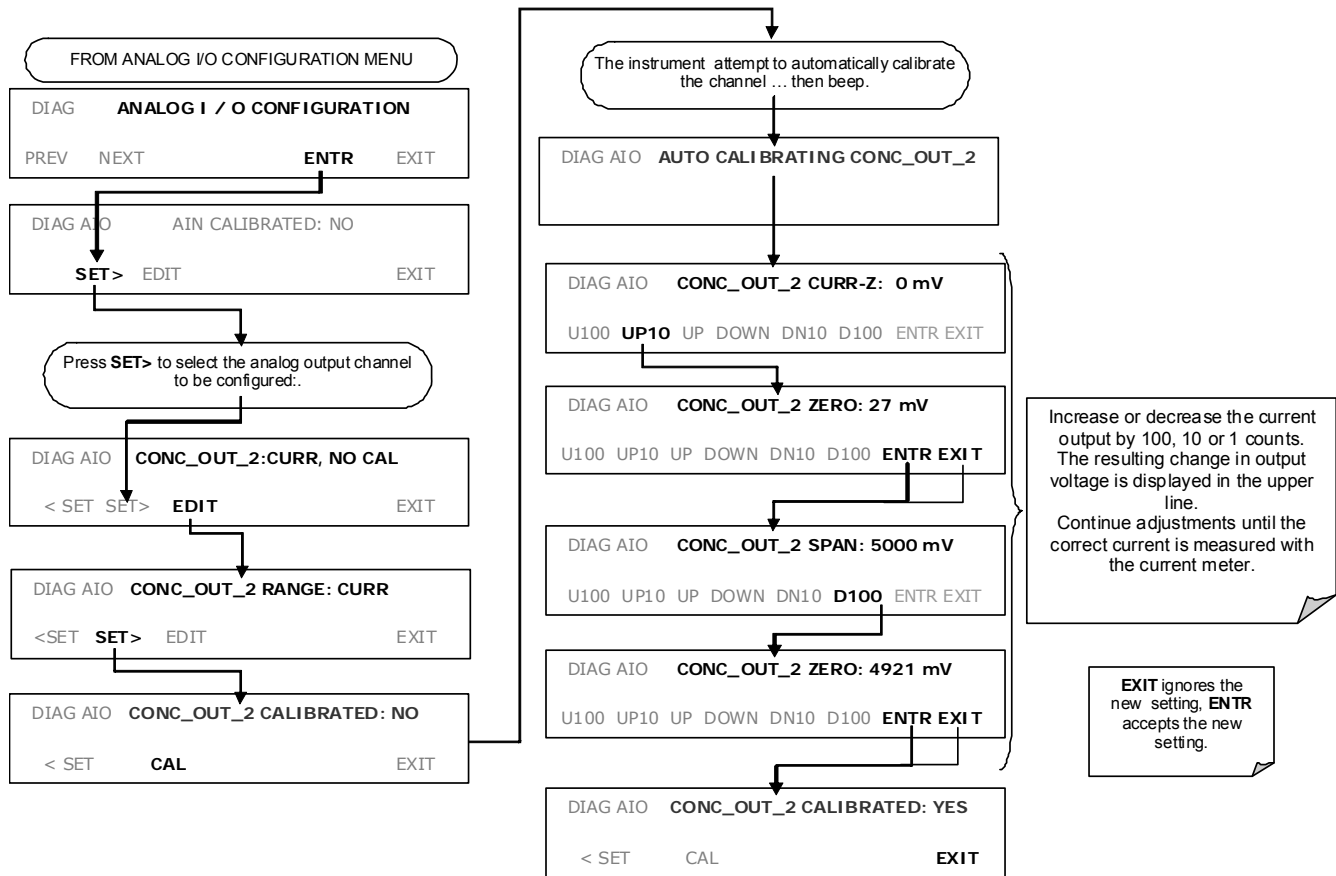 FROM ANALOG I/O CONFIGURATION MENU
DIAG ANALOG I / O CONFIGURATION
PREV NEXT ENTR EXIT
DIAG AIO AIN CALIBRATED: NO
SET> EDIT EXIT
Press SET> to select the analog output channel
to be configured:.
DIAG AIO CONC_OUT_2:CURR, NO CAL
< SET SET> EDIT EXIT
DIAG AIO CONC_OUT_2 RANGE: CURR
<SET SET> EDIT EXIT
DIAG AIO CONC_OUT_2 CALIBRATED: NO
< SET CAL EXIT
The instrument attempt to automatically calibrate
the channel ... then beep.
DIAG AIO AUTO CALIBRATING CONC_OUT_2
DIAG AIO CONC_OUT_2 CURR-Z: 0 mV
U100 UP10 UP DOWN DN10 D100 ENTR EXIT
DIAG AIO CONC_OUT_2 ZERO: 27 mV
U100 UP10 UP DOWN DN10 D100 ENTR EXIT
DIAG AIO CONC_OUT_2 SPAN: 5000 mV
U100 UP10 UP DOWN DN10 D100 ENTR EXIT
DIAG AIO CONC_OUT_2 ZERO: 4921 mV
U100 UP10 UP DOWN DN10 D100 ENTR EXIT
DIAG AIO CONC_OUT_2 CALIBRATED: YES
< SET CAL EXIT
Increase or decrease the current
output by 100, 10 or 1 counts.
The resulting change in output
voltage is displayed in the upper
line.
Continue adjustments until the
correct current is measured with
the current meter.
EXIT ignores the
new setting, ENTR
accepts the new
setting.